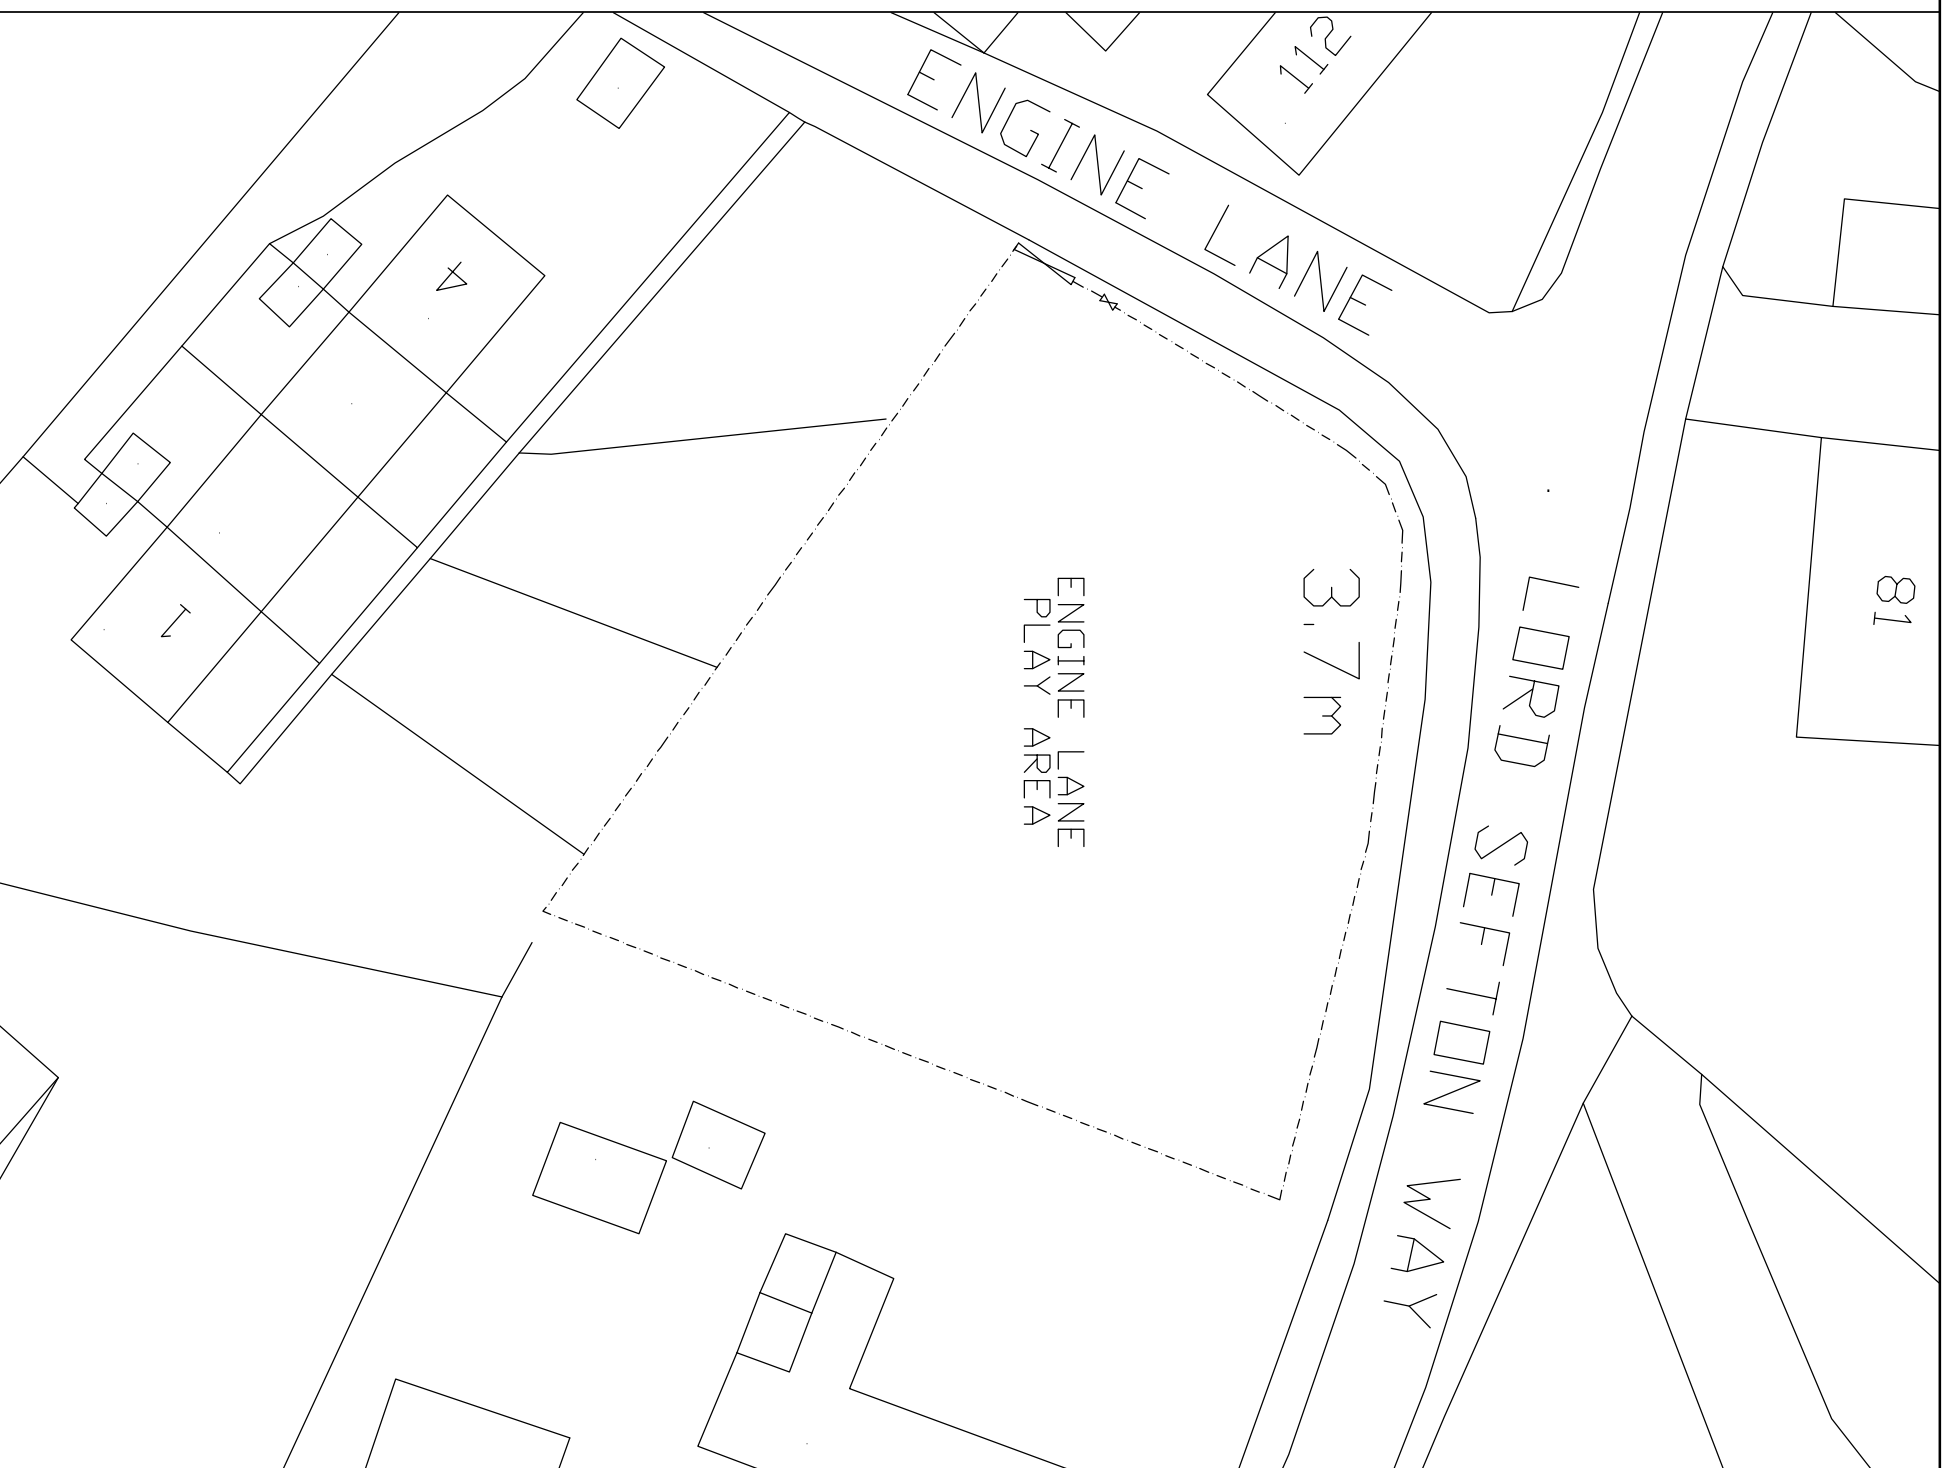 ENGINE LANE
112
4
1
ENGINE LANE
PLAY AREA
3.7m
LORD SEFTON WAY
81